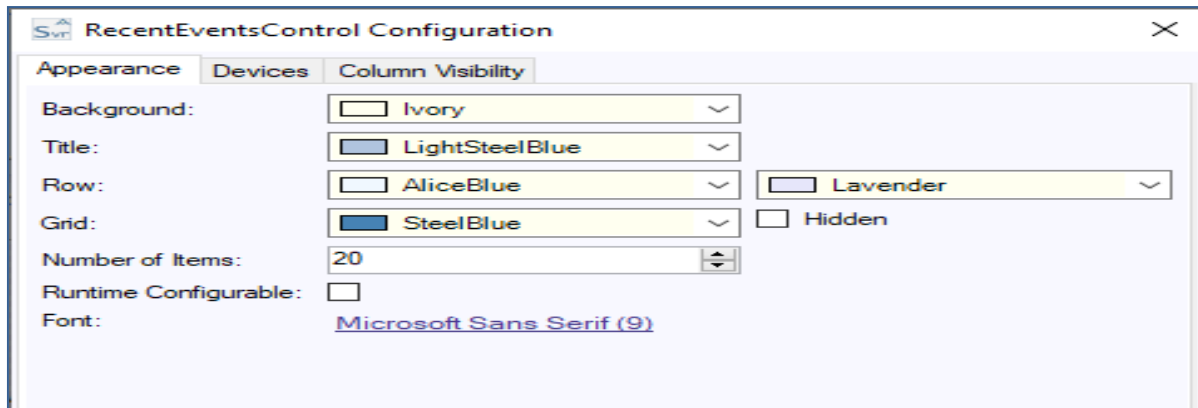 Svr A RecentEventsControl Configuration
Appearance Devices Column Visibility
Background: Ivory
Title: LightSteelBlue
Row: AliceBlue Lavender
Grid: SteelBlue Hidden
Number of Items: 20
Runtime Configurable:
Font: Microsoft Sans Serif (9)